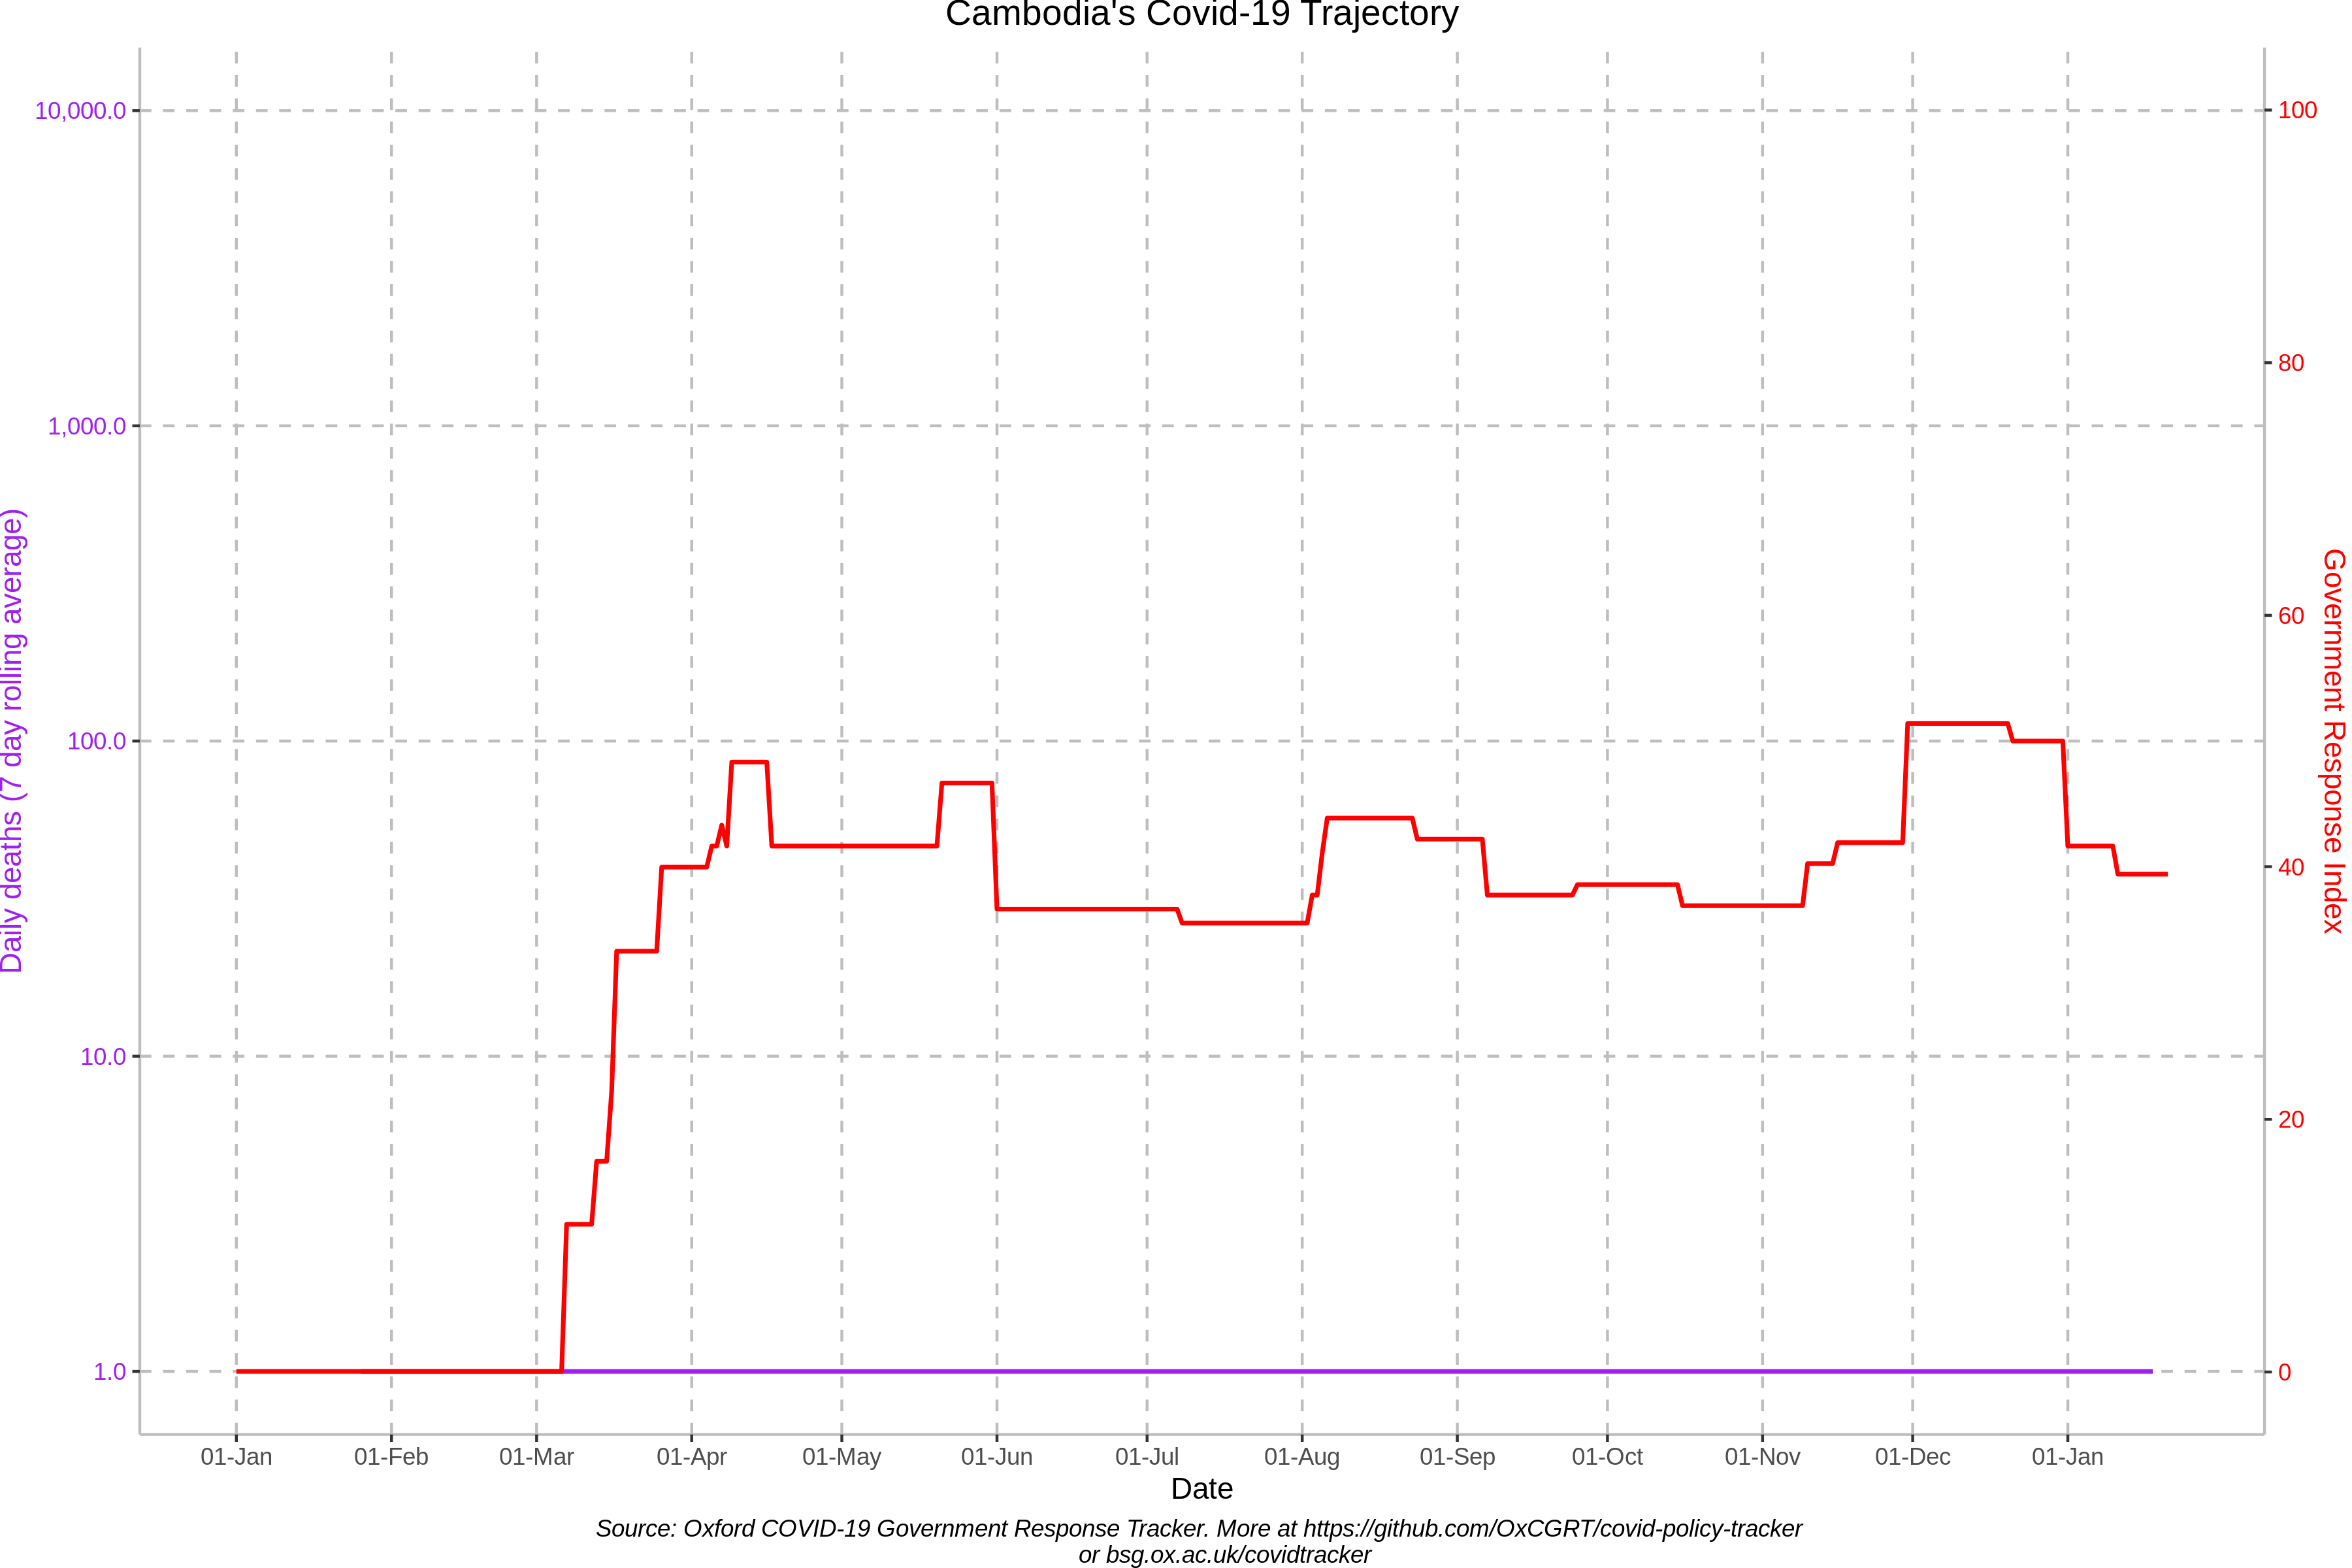 Cambodia's Covid-19 Trajectory
10,000.0
1,000.0
100.0
10.0
1.0
Daily deaths (7 day rolling average)
100
80
60
40
20
0
Government Response Index
01-Jan
01-Feb
01-Mar
01-Apr
01-May
01-Jun
01-Jul
01-Aug
01-Sep
01-Oct
01-Nov
01-Dec
01-Jan
Date
Source: Oxford COVID-19 Government Response Tracker. More at https://github.com/OxCGRT/covid-policy-tracker
or bsg.ox.ac.uk/covidtracker